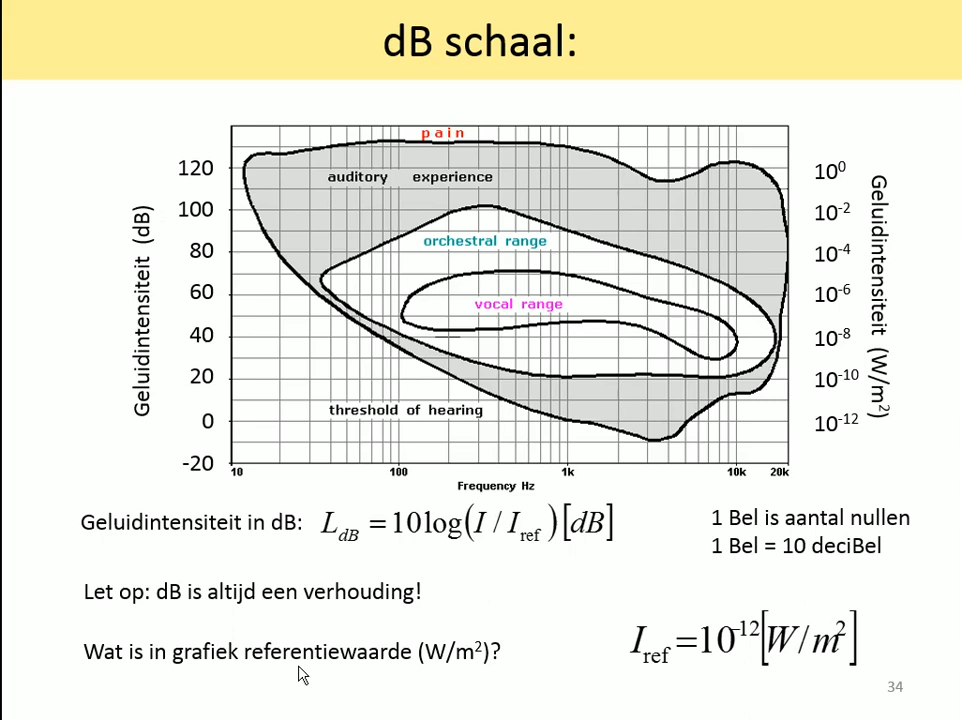 dB schaal:
pain
auditory experience
orchestral range
vocal range
threshold of hearing
Geluidintensiteit (dB)
120
100
80
60
40
20
0
-20
10⁰
10⁻²
10⁻⁴
10⁻⁶
10⁻⁸
10⁻¹⁰
10⁻¹²
Geluidintensiteit (W/m²)
10 100 1k 10k 20k
Frequency Hz
Geluidintensiteit in dB: L_dB = 10log(I / I_ref)[dB]
1 Bel is aantal nullen
1 Bel = 10 deciBel
Let op: dB is altijd een verhouding!
Wat is in grafiek referentiewaarde (W/m²)?
I_ref = 10⁻¹²[W/m²]
34